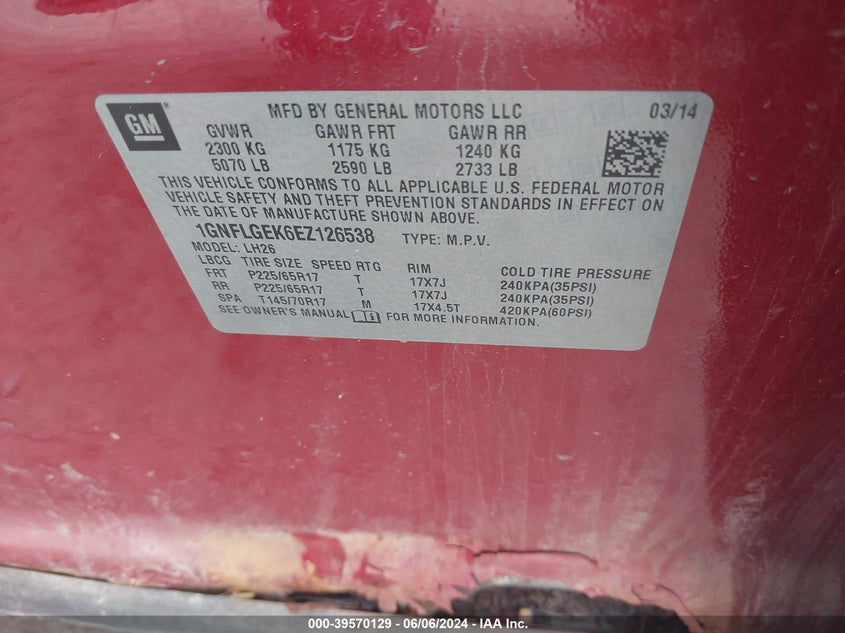 GM ® MFD BY GENERAL MOTORS LLC 03/14
GVWR GAWR FRT GAWR RR
2300 KG 1175 KG 1240 KG
5070 LB 2590 LB 2733 LB
THIS VEHICLE CONFORMS TO ALL APPLICABLE U.S. FEDERAL MOTOR
VEHICLE SAFETY AND THEFT PREVENTION STANDARDS IN EFFECT ON
THE DATE OF MANUFACTURE SHOWN ABOVE.
1GNFLGEK6EZ126538 TYPE: M.P.V.
MODEL: LH26
LBCG TIRE SIZE SPEED RTG RIM COLD TIRE PRESSURE
FRT P225/65R17 T 17X7J 240KPA(35PSI)
RR P225/65R17 T 17X7J 240KPA(35PSI)
SPA T145/70R17 M 17X4.5T 420KPA(60PSI)
SEE OWNER'S MANUAL i FOR MORE INFORMATION.
000-39570129 - 06/06/2024 - IAA Inc.